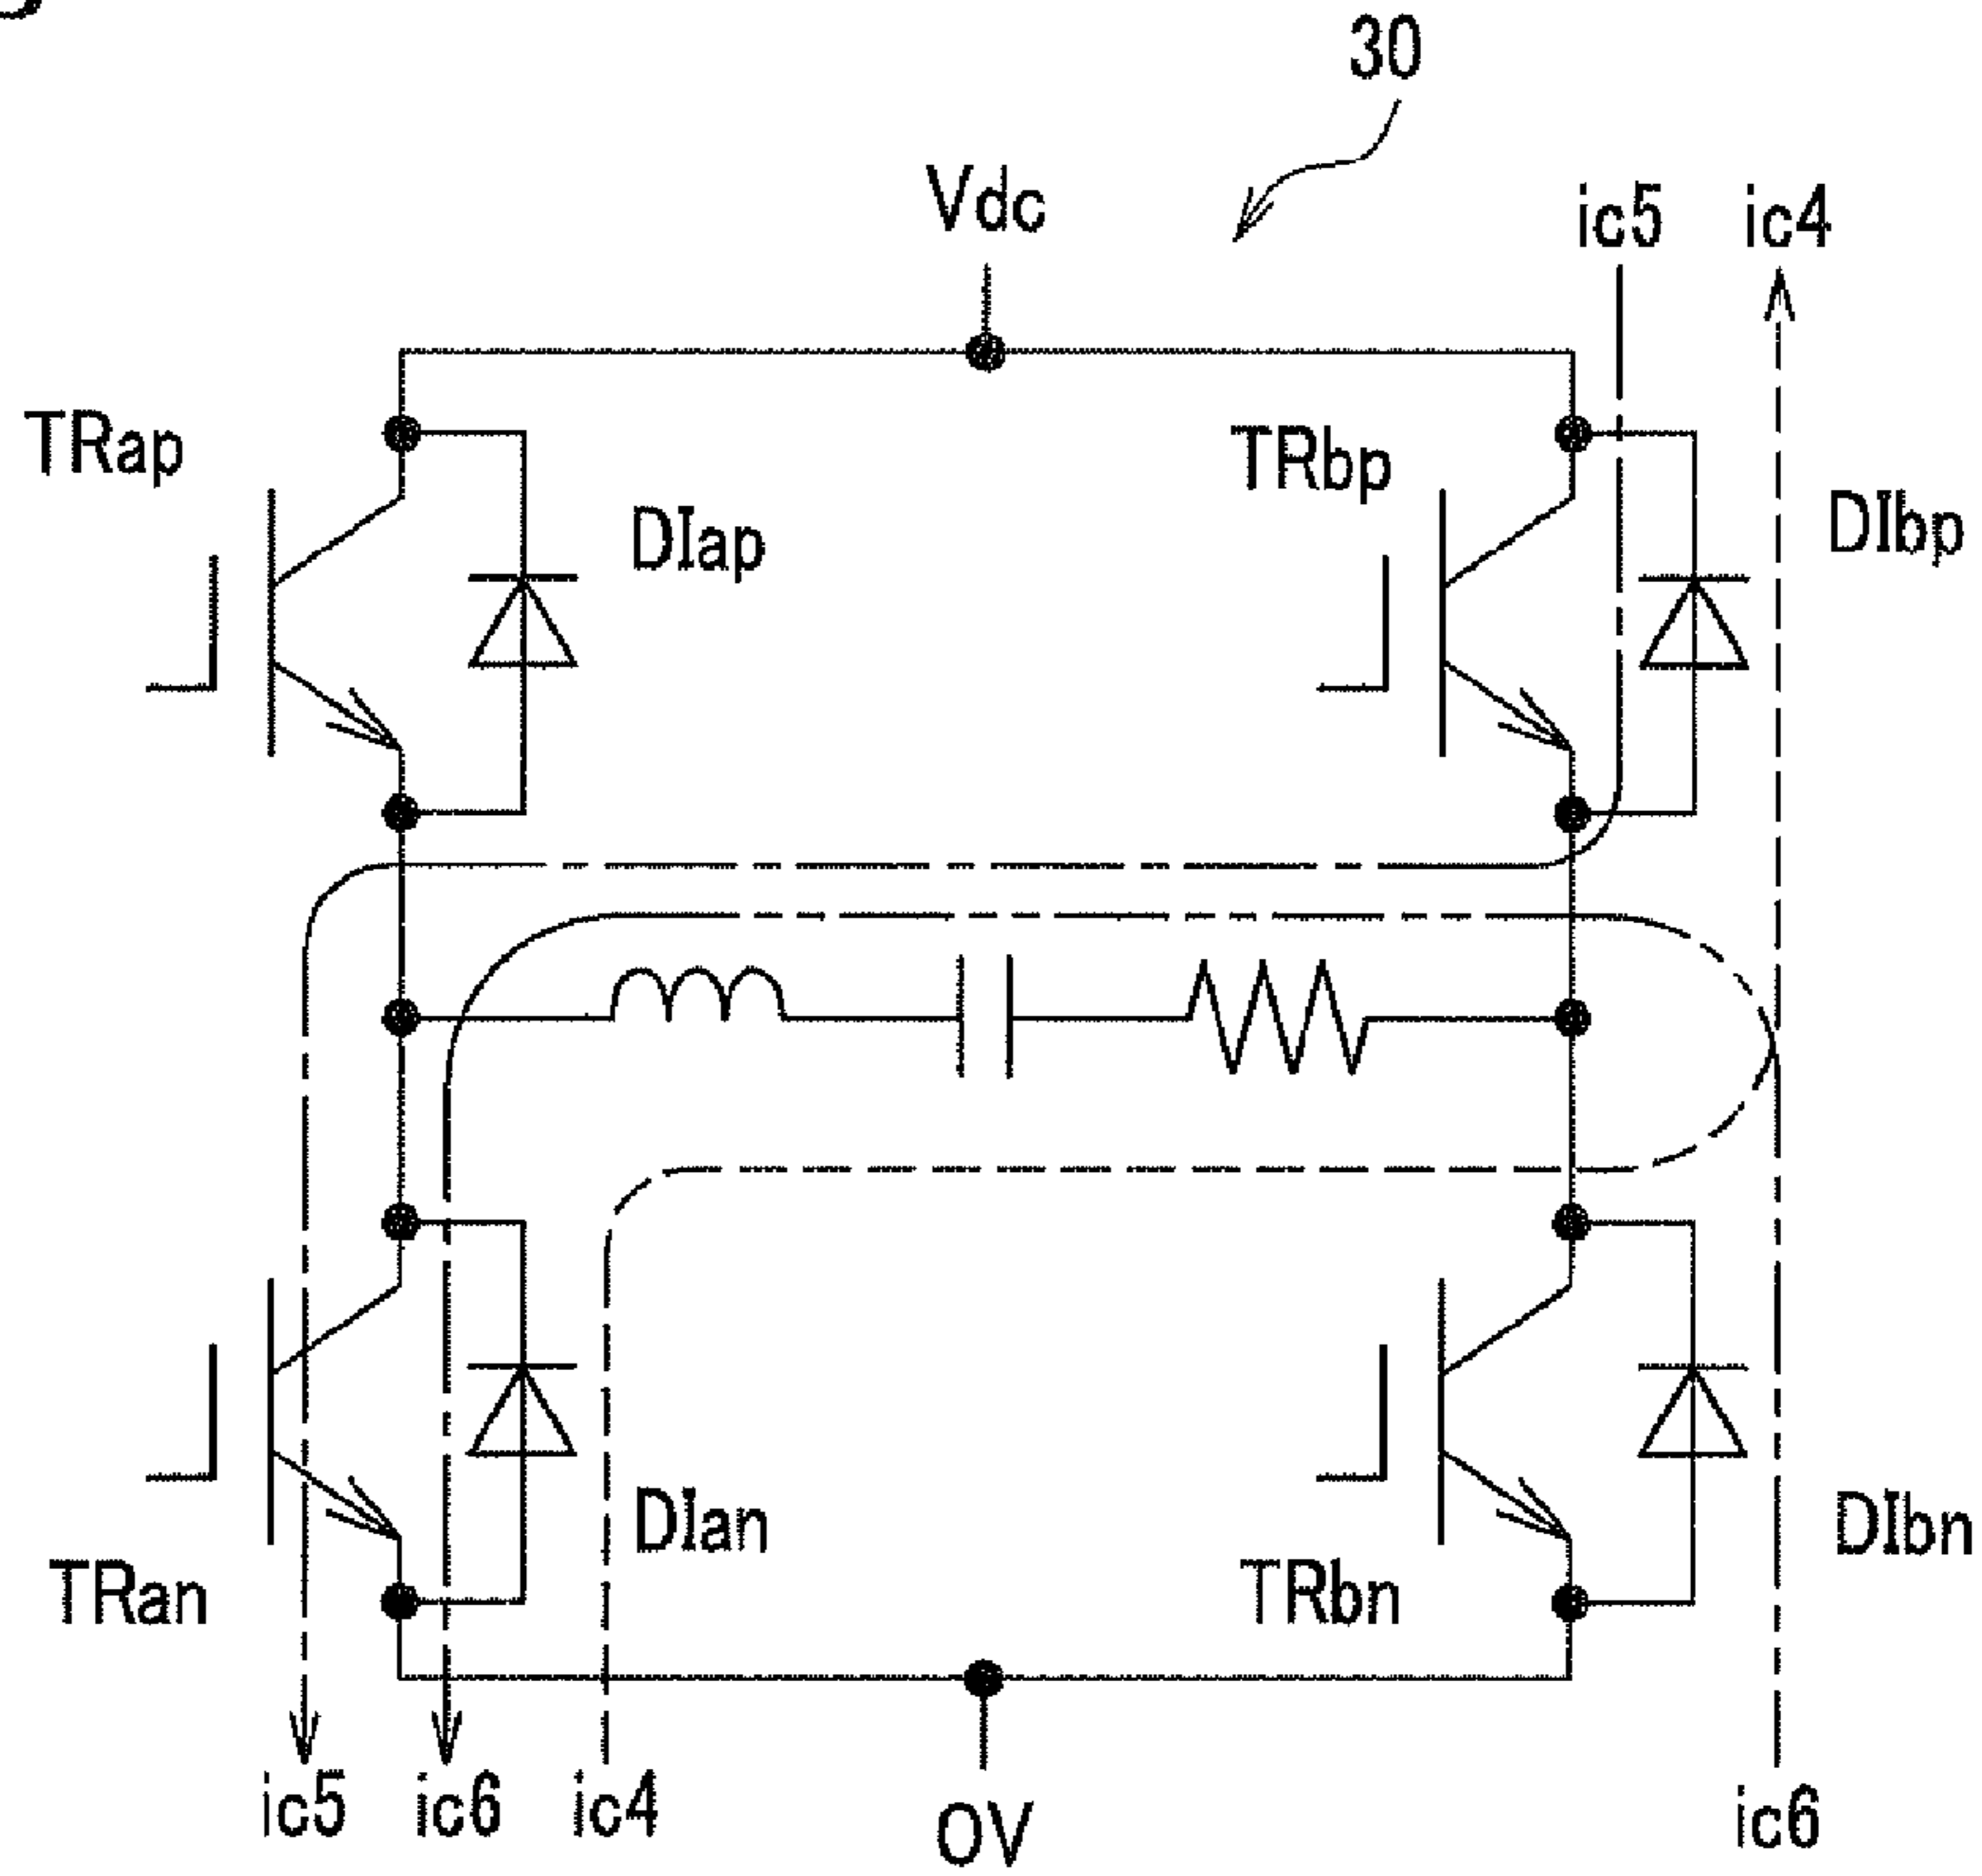 30
Vdc
ic5
ic4
TRap
DIap
TRbp
DIbp
TRan
DIan
TRbn
DIbn
ic5
ic6
ic4
0V
ic6